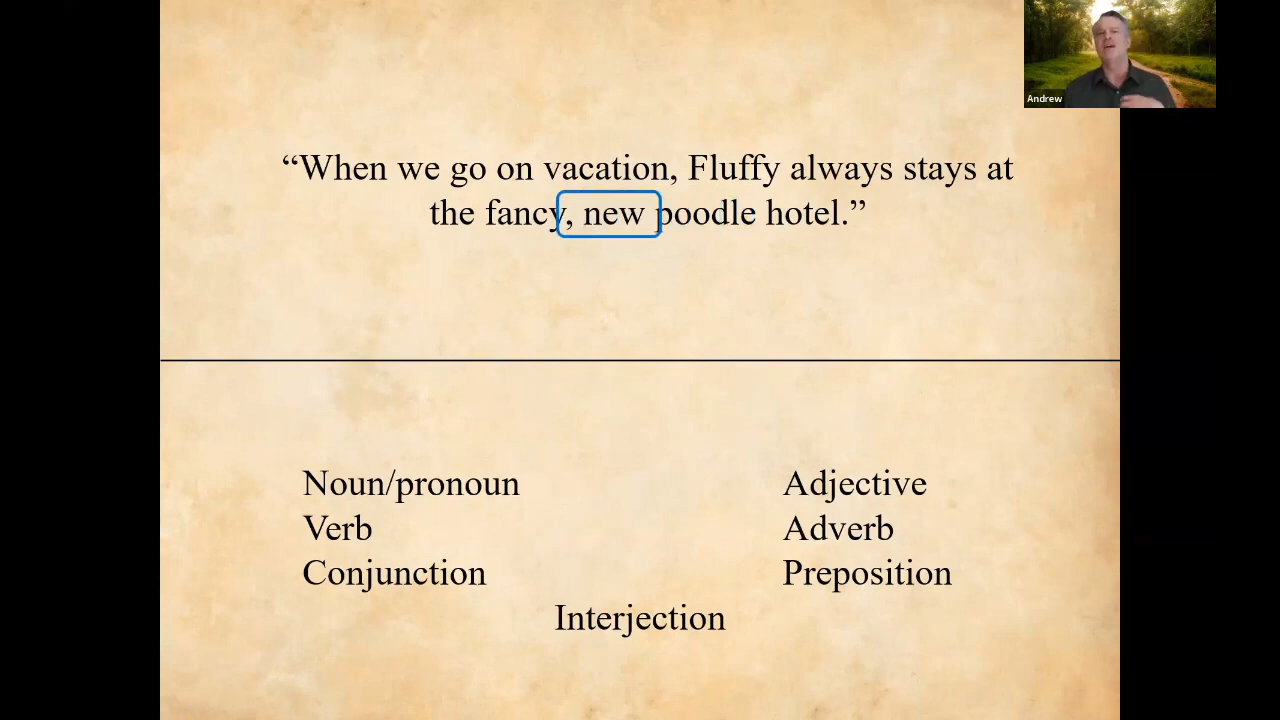 Andrew
“When we go on vacation, Fluffy always stays at
the fancy, new poodle hotel.”
Noun/pronoun
Verb
Conjunction
Adjective
Adverb
Preposition
Interjection